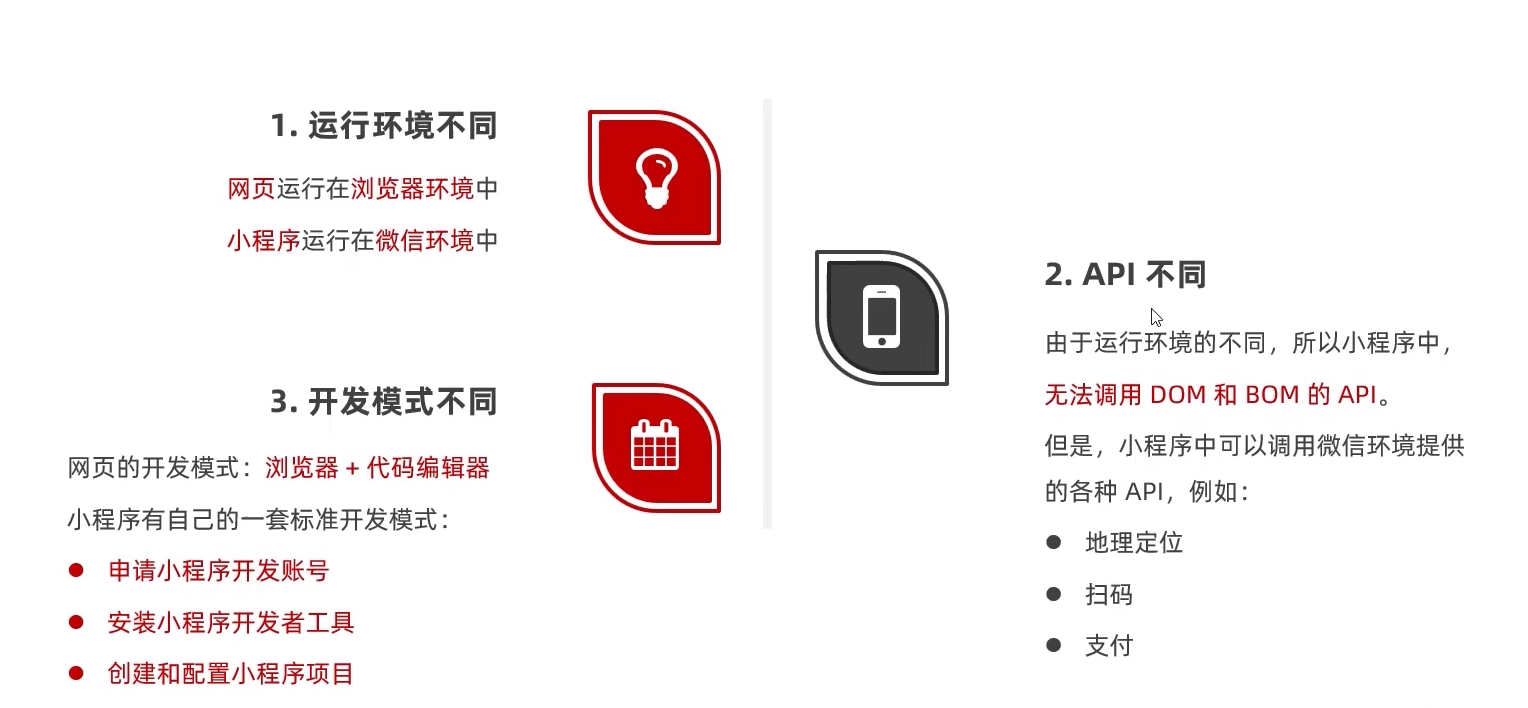 1. 运行环境不同
网页运行在浏览器环境中
小程序运行在微信环境中
2. API 不同
由于运行环境的不同，所以小程序中，
无法调用 DOM 和 BOM 的 API。
但是，小程序中可以调用微信环境提供
的各种 API，例如：
● 地理定位
● 扫码
● 支付
3. 开发模式不同
网页的开发模式：浏览器 + 代码编辑器
小程序有自己的一套标准开发模式：
● 申请小程序开发账号
● 安装小程序开发者工具
● 创建和配置小程序项目